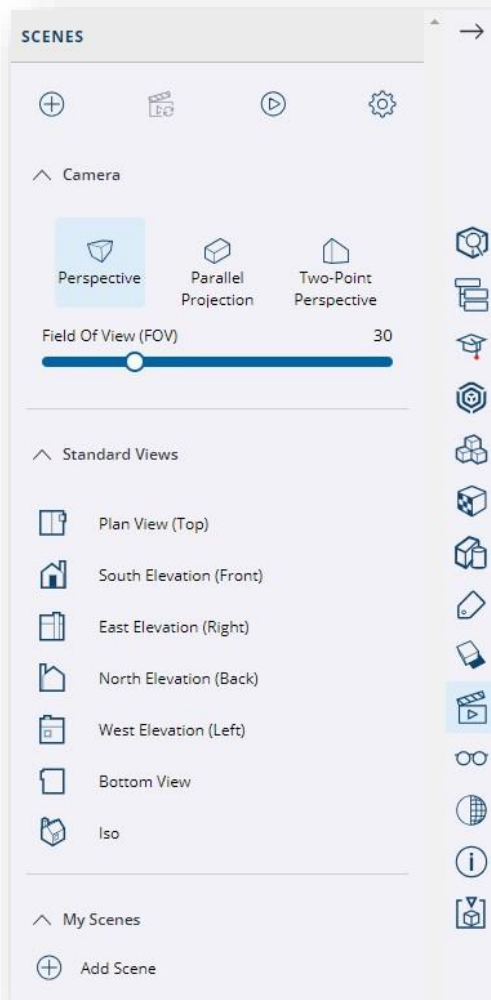 SCENES
Camera
Perspective
Parallel
Projection
Two-Point
Perspective
Field Of View (FOV) 30
Standard Views
Plan View (Top)
South Elevation (Front)
East Elevation (Right)
North Elevation (Back)
West Elevation (Left)
Bottom View
Iso
My Scenes
Add Scene